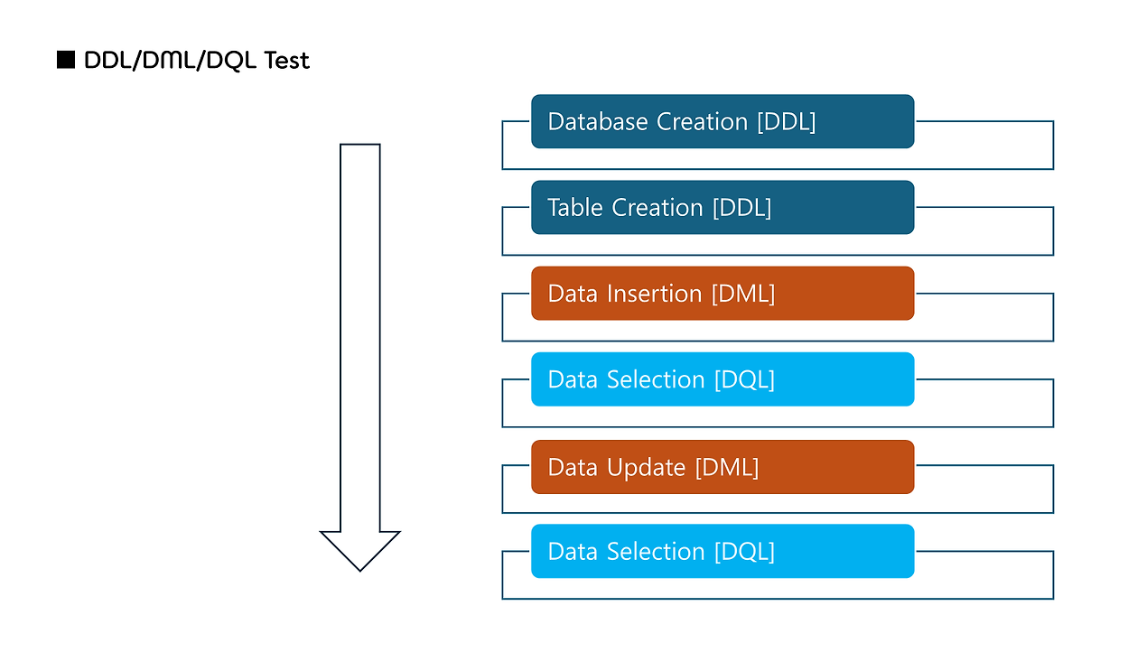 ■ DDL/DML/DQL Test
Database Creation [DDL]
Table Creation [DDL]
Data Insertion [DML]
Data Selection [DQL]
Data Update [DML]
Data Selection [DQL]